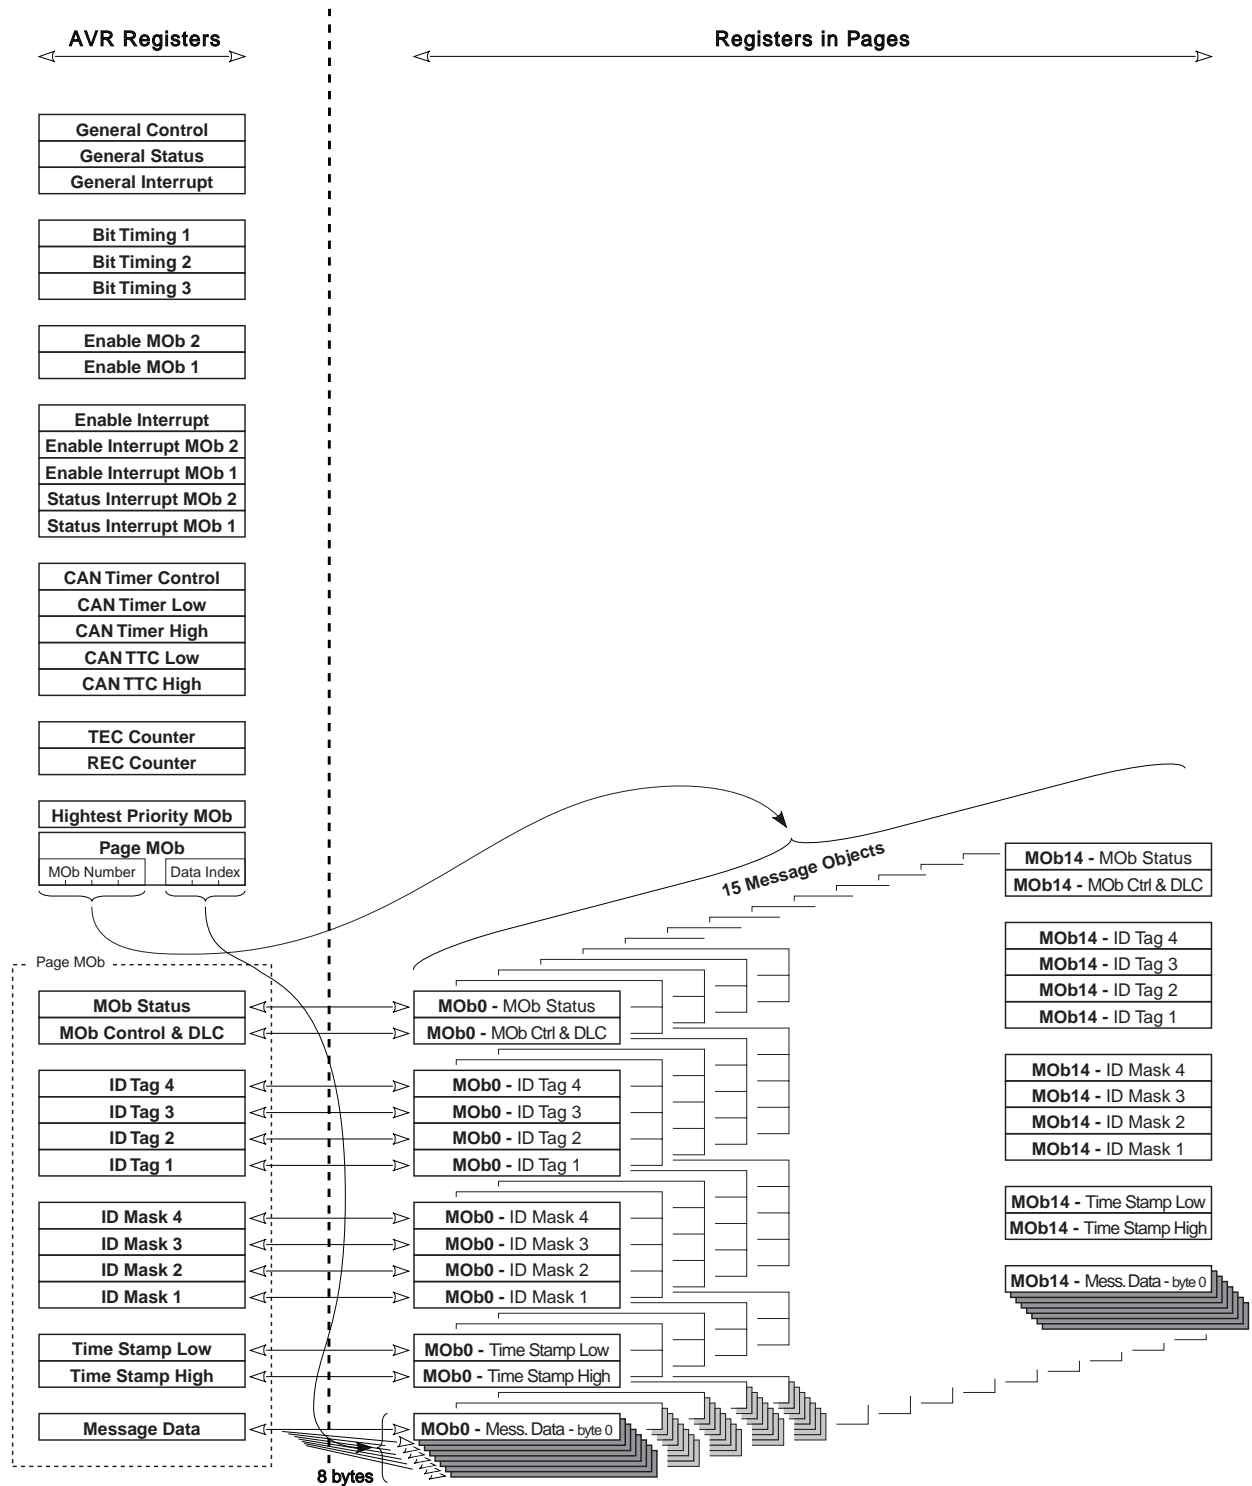 AVR Registers
Registers in Pages
General Control
General Status
General Interrupt
Bit Timing 1
Bit Timing 2
Bit Timing 3
Enable MOb 2
Enable MOb 1
Enable Interrupt
Enable Interrupt MOb 2
Enable Interrupt MOb 1
Status Interrupt MOb 2
Status Interrupt MOb 1
CAN Timer Control
CAN Timer Low
CAN Timer High
CAN TTC Low
CAN TTC High
TEC Counter
REC Counter
Hightest Priority MOb
Page MOb
MOb Number
Data Index
Page MOb
MOb Status
MOb Control & DLC
ID Tag 4
ID Tag 3
ID Tag 2
ID Tag 1
ID Mask 4
ID Mask 3
ID Mask 2
ID Mask 1
Time Stamp Low
Time Stamp High
Message Data
8 bytes
15 Message Objects
MOb0 - MOb Status
MOb0 - MOb Ctrl & DLC
MOb0 - ID Tag 4
MOb0 - ID Tag 3
MOb0 - ID Tag 2
MOb0 - ID Tag 1
MOb0 - ID Mask 4
MOb0 - ID Mask 3
MOb0 - ID Mask 2
MOb0 - ID Mask 1
MOb0 - Time Stamp Low
MOb0 - Time Stamp High
MOb0 - Mess. Data - byte 0
MOb14 - MOb Status
MOb14 - MOb Ctrl & DLC
MOb14 - ID Tag 4
MOb14 - ID Tag 3
MOb14 - ID Tag 2
MOb14 - ID Tag 1
MOb14 - ID Mask 4
MOb14 - ID Mask 3
MOb14 - ID Mask 2
MOb14 - ID Mask 1
MOb14 - Time Stamp Low
MOb14 - Time Stamp High
MOb14 - Mess. Data - byte 0